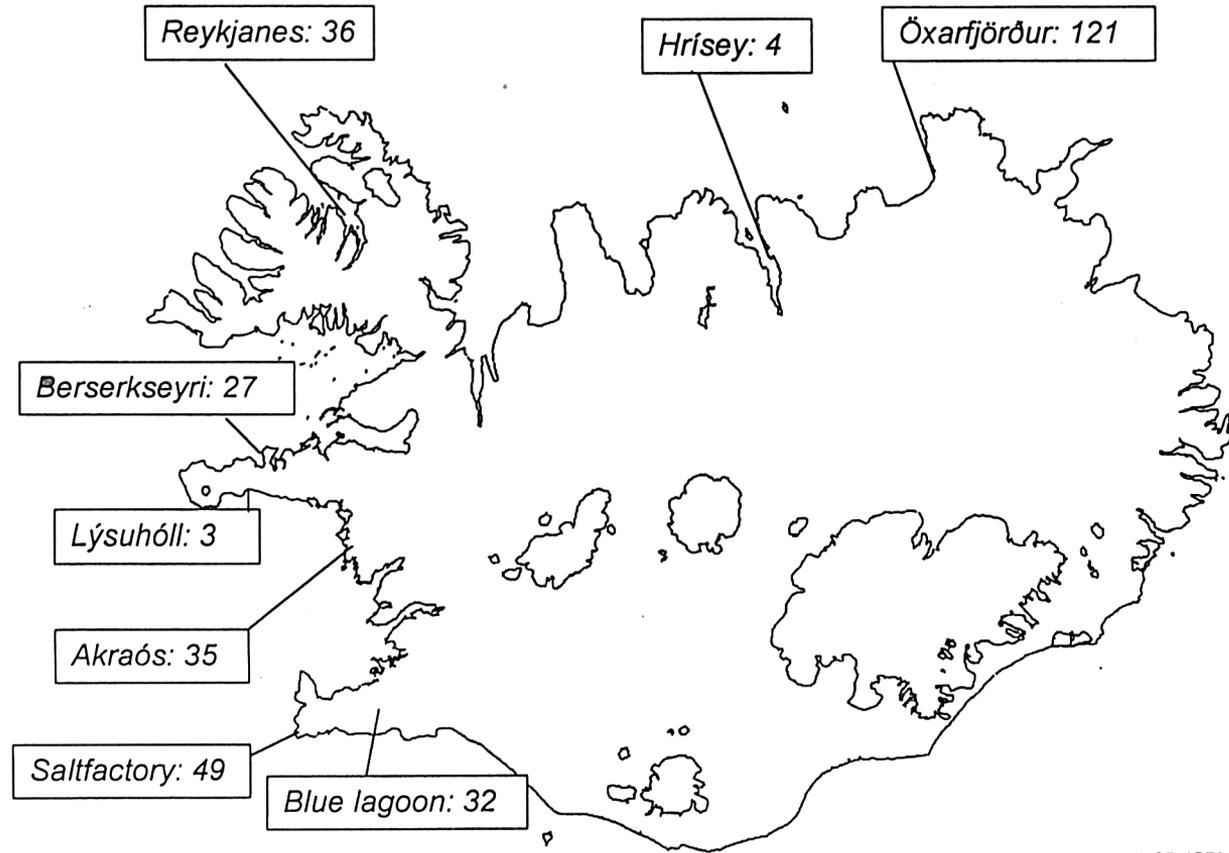 Reykjanes: 36
Hrísey: 4
Öxarfjörður: 121
Berserkseyri: 27
Lýsuhóll: 3
Akraós: 35
Saltfactory: 49
Blue lagoon: 32